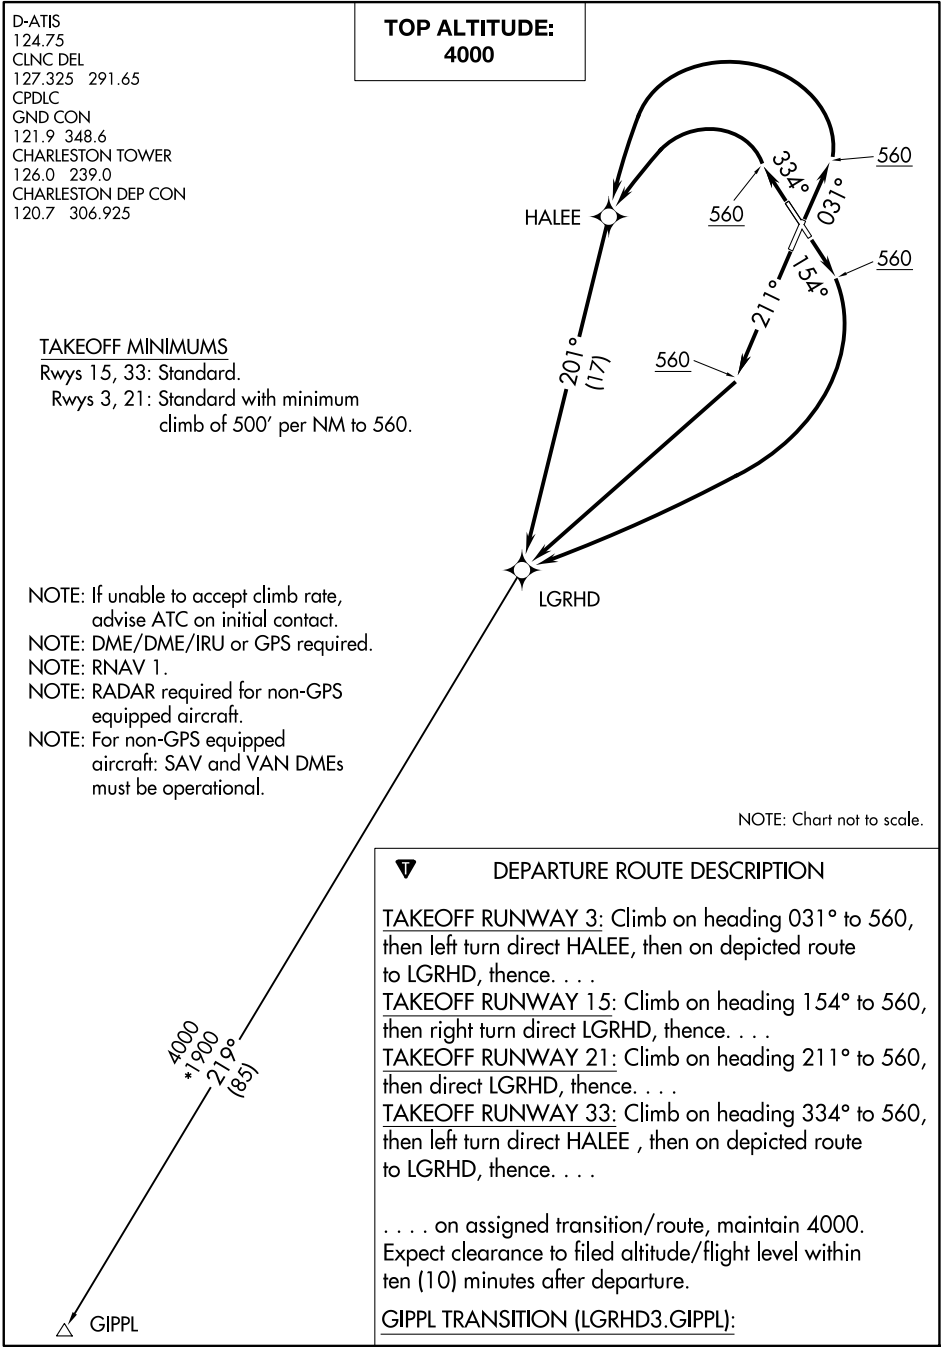 D-ATIS
124.75
CLNC DEL
127.325 291.65
CPDLC
GND CON
121.9 348.6
CHARLESTON TOWER
126.0 239.0
CHARLESTON DEP CON
120.7 306.925
TOP ALTITUDE:
4000
560
334°
031°
560
HALEE
560
154°
211°
560
201°
(17)
TAKEOFF MINIMUMS
Rwys 15, 33: Standard.
Rwys 3, 21: Standard with minimum
climb of 500' per NM to 560.
LGRHD
NOTE: If unable to accept climb rate,
advise ATC on initial contact.
NOTE: DME/DME/IRU or GPS required.
NOTE: RNAV 1.
NOTE: RADAR required for non-GPS
equipped aircraft.
NOTE: For non-GPS equipped
aircraft: SAV and VAN DMEs
must be operational.
NOTE: Chart not to scale.
4000
*1900
219°
(85)
GIPPL
T
DEPARTURE ROUTE DESCRIPTION
TAKEOFF RUNWAY 3: Climb on heading 031° to 560,
then left turn direct HALEE, then on depicted route
to LGRHD, thence. . . .
TAKEOFF RUNWAY 15: Climb on heading 154° to 560,
then right turn direct LGRHD, thence. . . .
TAKEOFF RUNWAY 21: Climb on heading 211° to 560,
then direct LGRHD, thence. . . .
TAKEOFF RUNWAY 33: Climb on heading 334° to 560,
then left turn direct HALEE , then on depicted route
to LGRHD, thence. . . .
. . . . on assigned transition/route, maintain 4000.
Expect clearance to filed altitude/flight level within
ten (10) minutes after departure.
GIPPL TRANSITION (LGRHD3.GIPPL):